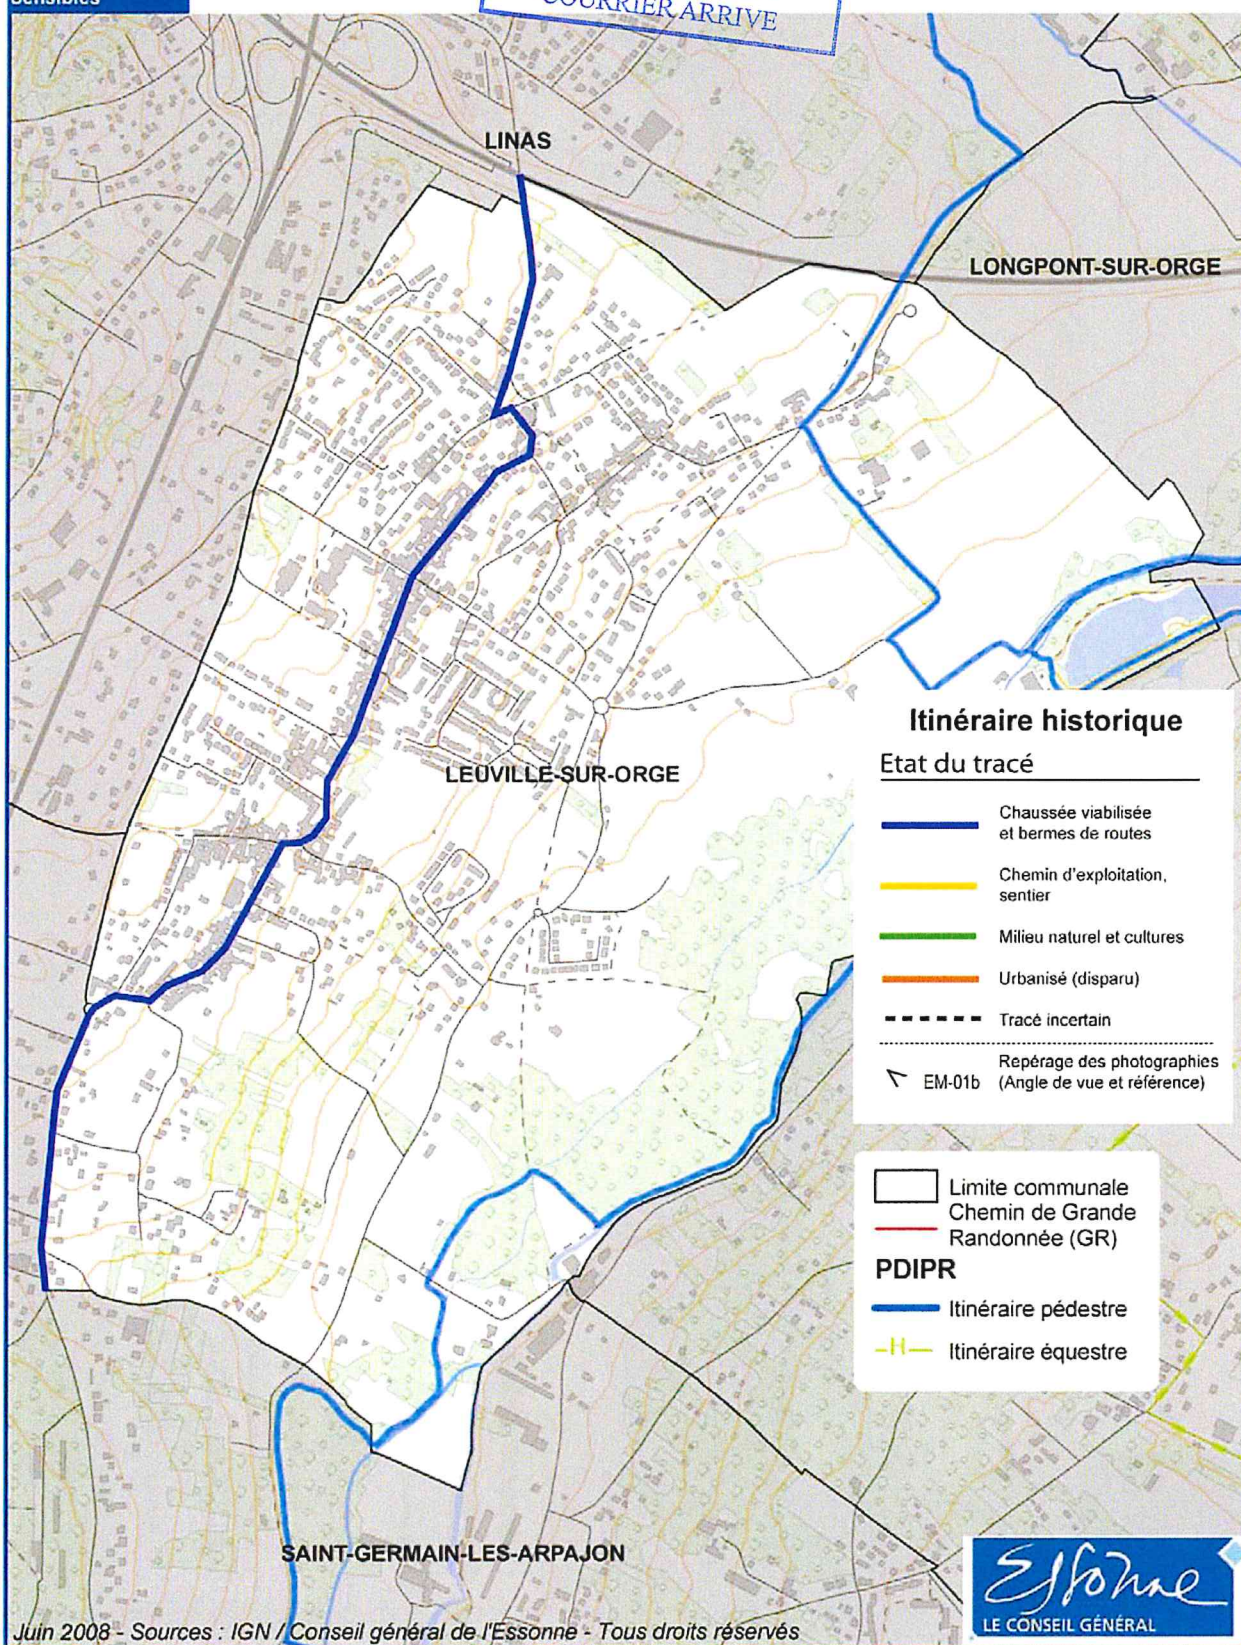 Sensibles
COURRIER ARRIVE
LINAS
LONGPONT-SUR-ORGE
LEUVILLE-SUR-ORGE
Itinéraire historique
Etat du tracé
Chaussée viabilisée
et bermes de routes
Chemin d'exploitation,
sentier
Milieu naturel et cultures
Urbanisé (disparu)
Tracé incertain
EM-01b
Repérage des photographies
(Angle de vue et référence)
Limite communale
Chemin de Grande
Randonnée (GR)
PDIPR
Itinéraire pédestre
-H- Itinéraire équestre
SAINT-GERMAIN-LES-ARPAJON
Essonne
LE CONSEIL GÉNÉRAL
Juin 2008 - Sources : IGN / Conseil général de l'Essonne - Tous droits réservés